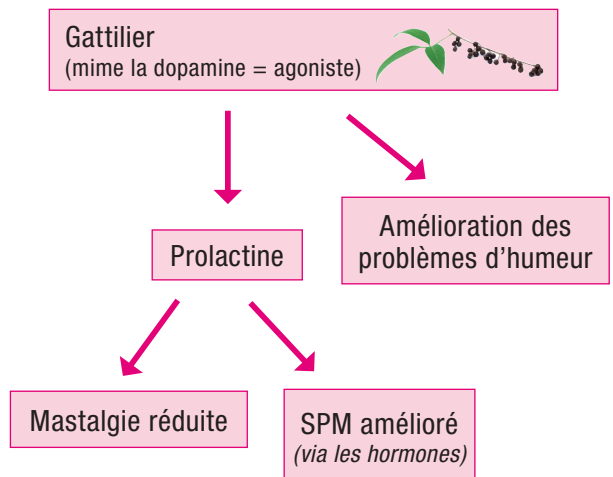 Gattilier
(mime la dopamine = agoniste)
Prolactine
Amélioration des
problèmes d'humeur
Mastalgie réduite
SPM amélioré
(via les hormones)